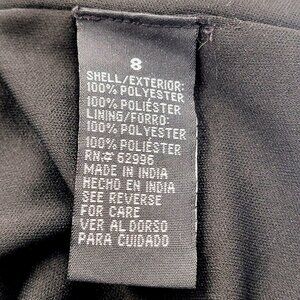 8
SHELL/EXTERIOR:
100% POLYESTER
100% POLIÉSTER
LINING/FORRO:
100% POLYESTER
100% POLIÉSTER
RN# 62996
MADE IN INDIA
HECHO EN INDIA
SEE REVERSE
FOR CARE
VER AL DORSO
PARA CUIDADO